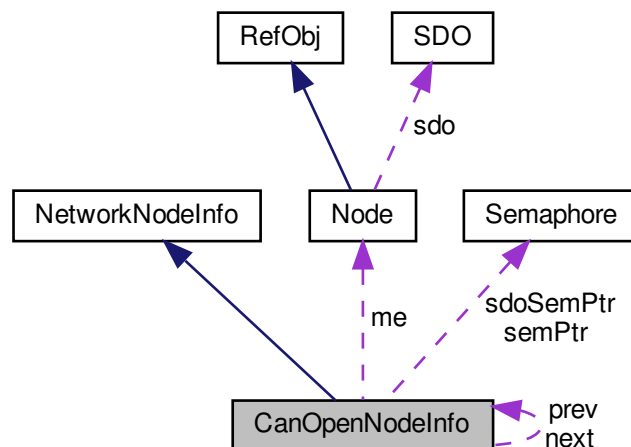 RefObj
SDO
sdo
NetworkNodeInfo
Node
Semaphore
me
sdoSemPtr
semPtr
CanOpenNodeInfo
prev
next